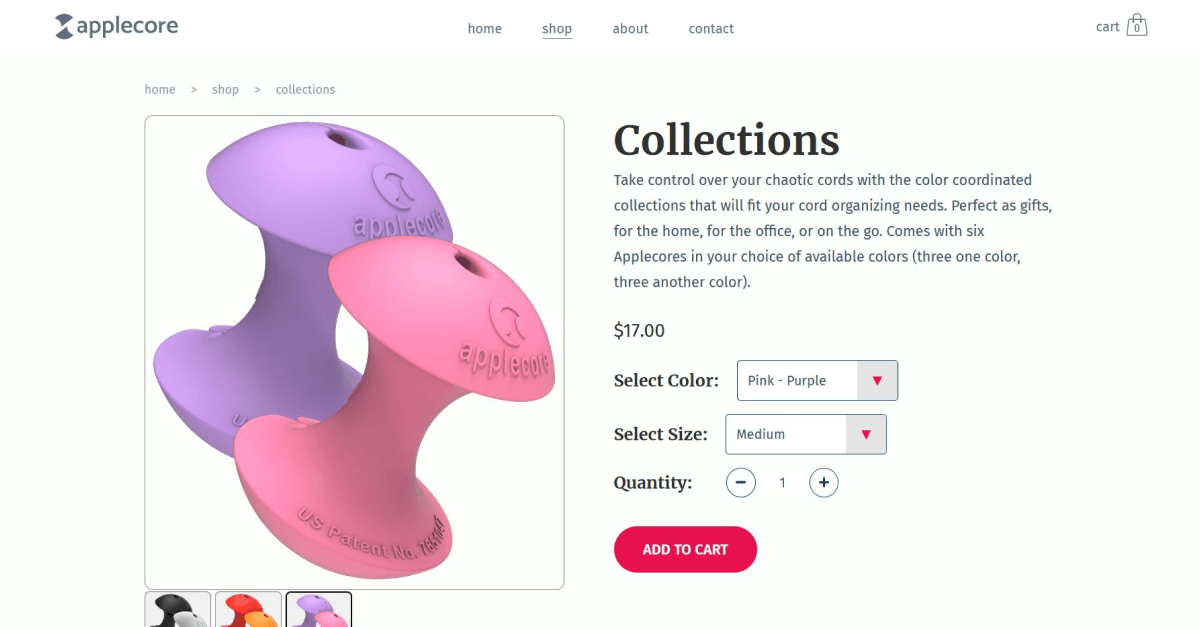 applecore
home shop about contact
cart 0
home > shop > collections
applecore
applecore
US Patent No. 7651047
Collections
Take control over your chaotic cords with the color coordinated
collections that will fit your cord organizing needs. Perfect as gifts,
for the home, for the office, or on the go. Comes with six
Applecores in your choice of available colors (three one color,
three another color).
$17.00
Select Color: Pink - Purple
Select Size: Medium
Quantity: − 1 +
ADD TO CART